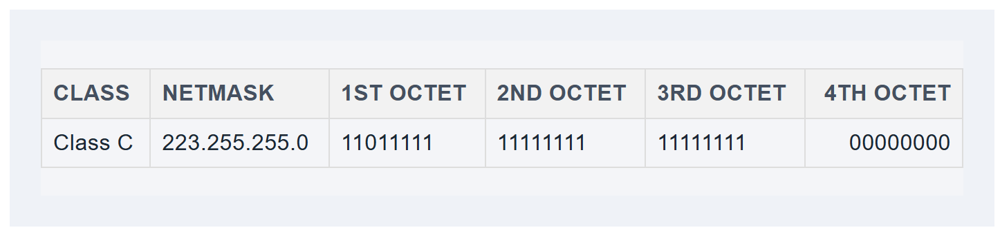 CLASS NETMASK 1ST OCTET 2ND OCTET 3RD OCTET 4TH OCTET
Class C 223.255.255.0 11011111 11111111 11111111 00000000